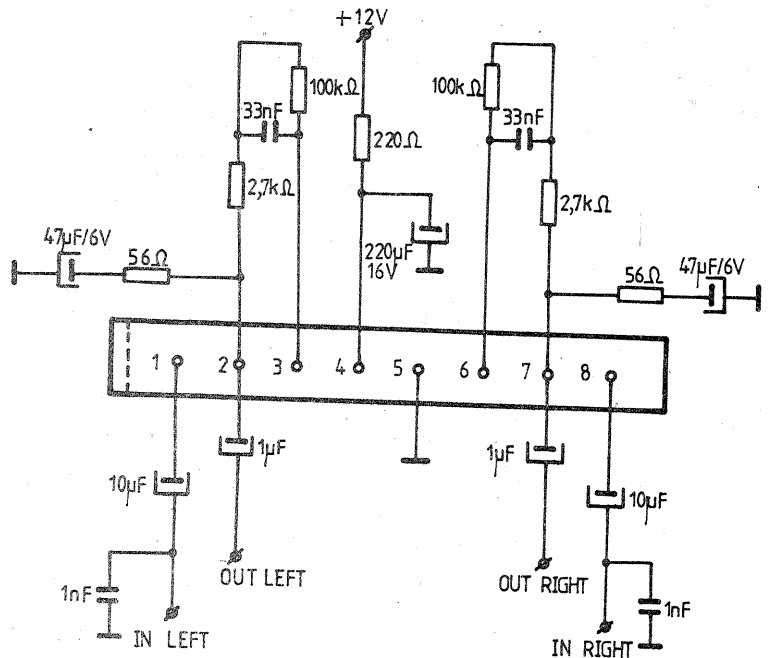 +12V
100kΩ
100kΩ
33nF
33nF
220Ω
2,7kΩ
2,7kΩ
47µF/6V
56Ω
220µF
16V
56Ω
47µF/6V
1 2 3 4 5 6 7 8
1µF
1µF
10µF
10µF
OUT LEFT
OUT RIGHT
1nF
1nF
IN LEFT
IN RIGHT